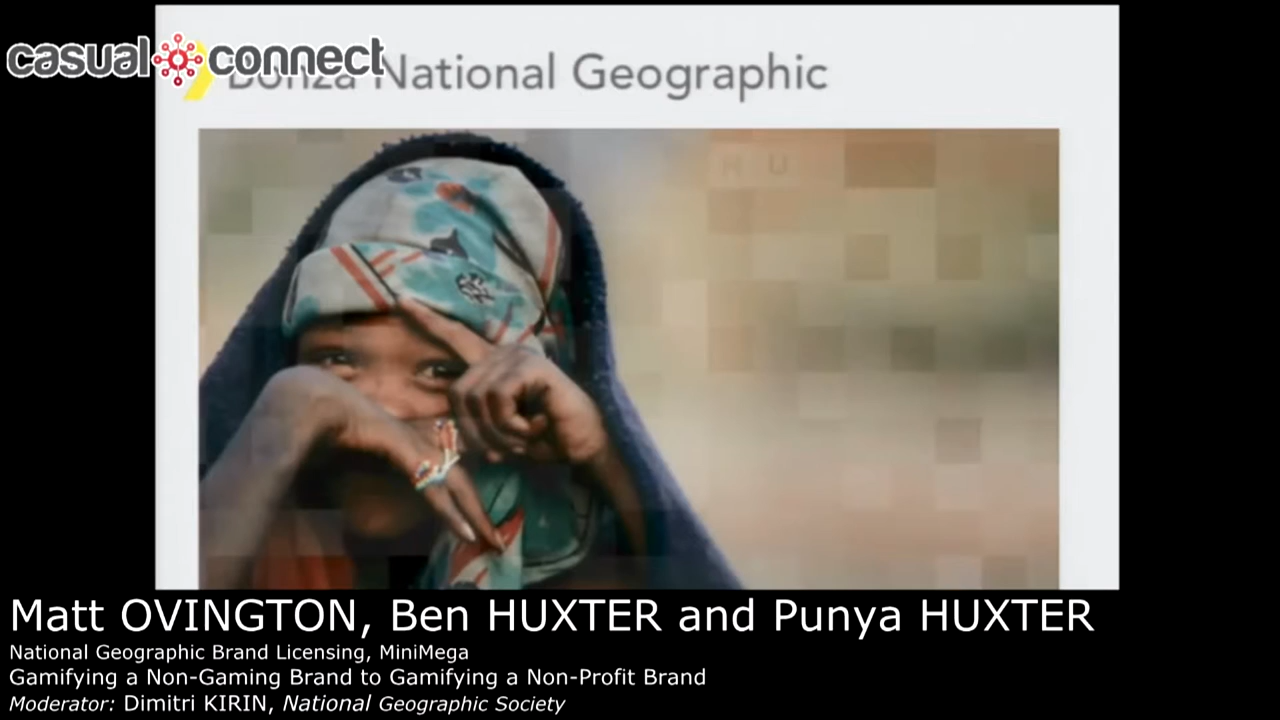 casual connect
Bonza National Geographic
H U
Matt OVINGTON, Ben HUXTER and Punya HUXTER
National Geographic Brand Licensing, MiniMega
Gamifying a Non-Gaming Brand to Gamifying a Non-Profit Brand
Moderator: Dimitri KIRIN, National Geographic Society